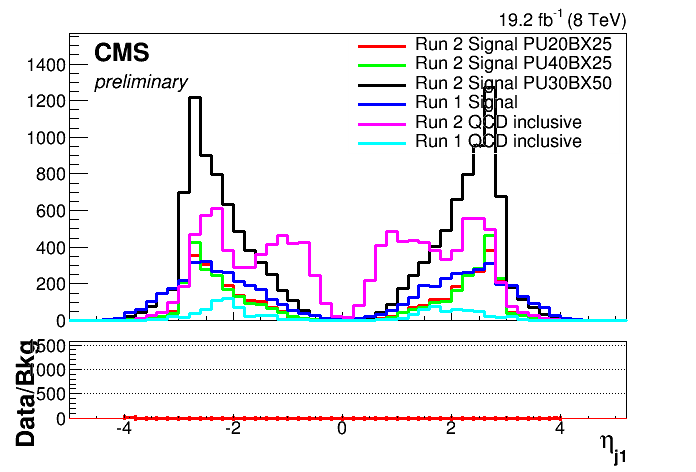 19.2 fb⁻¹ (8 TeV)
CMS
preliminary
Run 2 Signal PU20BX25
Run 2 Signal PU40BX25
Run 2 Signal PU30BX50
Run 1 Signal
Run 2 QCD inclusive
Run 1 QCD inclusive
1400
1200
1000
800
600
400
200
0
Data/Bkg
1500
1000
500
0
-4 -2 0 2 4
η_j1